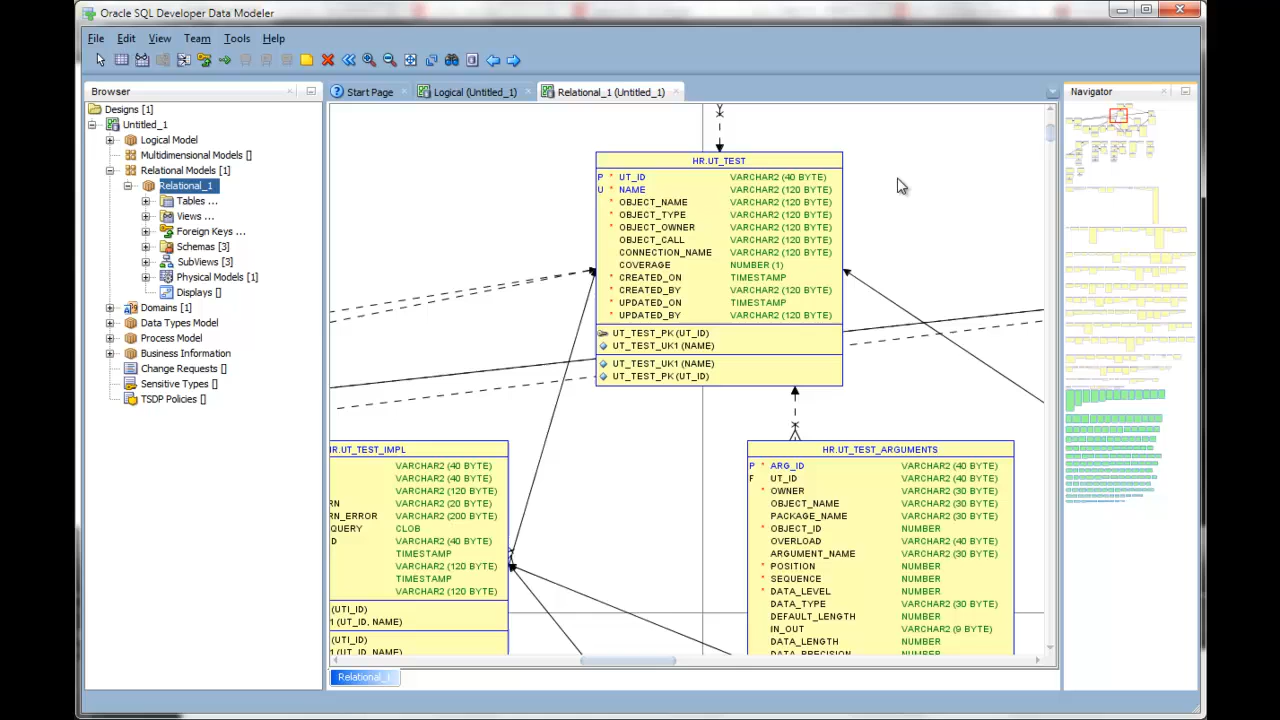 Oracle SQL Developer Data Modeler
File Edit View Team Tools Help
Browser
Start Page
Logical (Untitled_1)
Relational_1 (Untitled_1)
Navigator
Designs [1]
Untitled_1
Logical Model
Multidimensional Models []
Relational Models [1]
Relational_1
Tables ...
Views ...
Foreign Keys ...
Schemas [3]
SubViews [3]
Physical Models [1]
Displays []
Domains [1]
Data Types Model
Process Model
Business Information
Change Requests []
Sensitive Types []
TSDP Policies []
HR.UT_TEST
P * UT_ID VARCHAR2 (40 BYTE)
U * NAME VARCHAR2 (120 BYTE)
* OBJECT_NAME VARCHAR2 (120 BYTE)
* OBJECT_TYPE VARCHAR2 (120 BYTE)
* OBJECT_OWNER VARCHAR2 (120 BYTE)
OBJECT_CALL VARCHAR2 (120 BYTE)
CONNECTION_NAME VARCHAR2 (120 BYTE)
COVERAGE NUMBER (1)
* CREATED_ON TIMESTAMP
* CREATED_BY VARCHAR2 (120 BYTE)
* UPDATED_ON TIMESTAMP
* UPDATED_BY VARCHAR2 (120 BYTE)
UT_TEST_PK (UT_ID)
UT_TEST_UK1 (NAME)
UT_TEST_UK1 (NAME)
UT_TEST_PK (UT_ID)
HR.UT_TEST_IMPL
VARCHAR2 (40 BYTE)
VARCHAR2 (40 BYTE)
VARCHAR2 (120 BYTE)
RN VARCHAR2 (20 BYTE)
RN_ERROR VARCHAR2 (200 BYTE)
QUERY CLOB
D VARCHAR2 (40 BYTE)
TIMESTAMP
VARCHAR2 (120 BYTE)
TIMESTAMP
VARCHAR2 (120 BYTE)
(UTI_ID)
1 (UT_ID, NAME)
(UTI_ID)
1 (UT_ID, NAME)
HR.UT_TEST_ARGUMENTS
P * ARG_ID VARCHAR2 (40 BYTE)
F UT_ID VARCHAR2 (40 BYTE)
* OWNER VARCHAR2 (30 BYTE)
OBJECT_NAME VARCHAR2 (30 BYTE)
PACKAGE_NAME VARCHAR2 (30 BYTE)
* OBJECT_ID NUMBER
OVERLOAD VARCHAR2 (40 BYTE)
ARGUMENT_NAME VARCHAR2 (30 BYTE)
* POSITION NUMBER
* SEQUENCE NUMBER
* DATA_LEVEL NUMBER
DATA_TYPE VARCHAR2 (30 BYTE)
DEFAULT_LENGTH NUMBER
IN_OUT VARCHAR2 (9 BYTE)
DATA_LENGTH NUMBER
DATA_PRECISION NUMBER
Relational_1